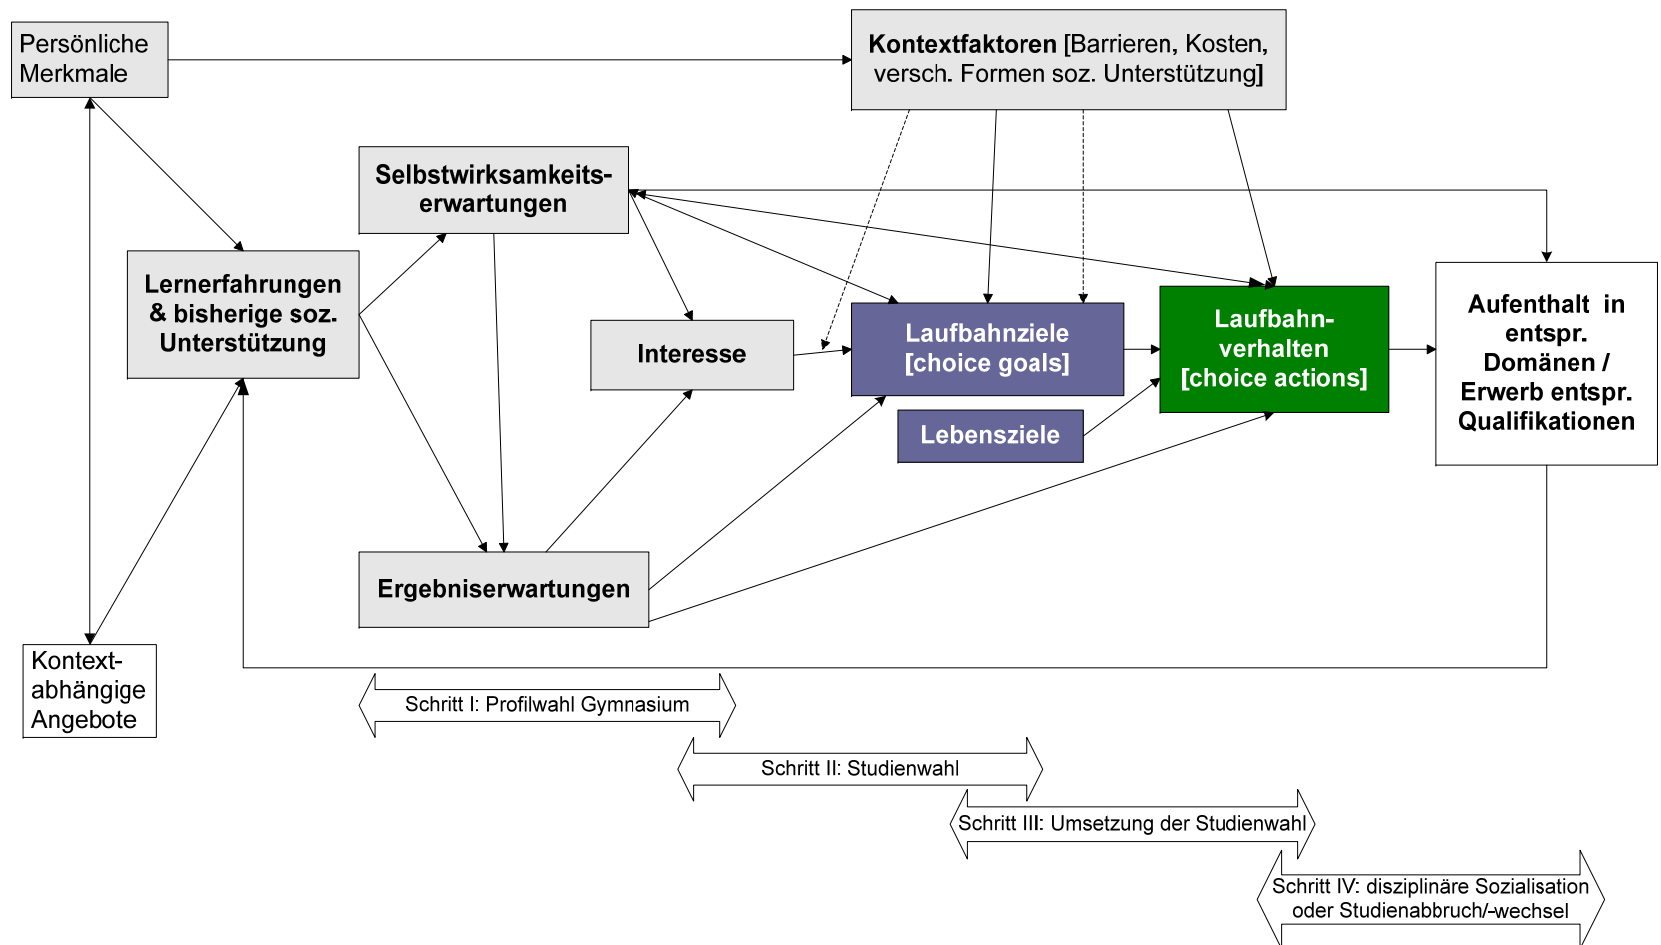 Persönliche
Merkmale
Kontextfaktoren [Barrieren, Kosten,
versch. Formen soz. Unterstützung]
Selbstwirksamkeits-
erwartungen
Lernerfahrungen
& bisherige soz.
Unterstützung
Interesse
Laufbahnziele
[choice goals]
Laufbahn-
verhalten
[choice actions]
Aufenthalt in
entspr.
Domänen /
Erwerb entspr.
Qualifikationen
Lebensziele
Ergebniserwartungen
Kontext-
abhängige
Angebote
Schritt I: Profilwahl Gymnasium
Schritt II: Studienwahl
Schritt III: Umsetzung der Studienwahl
Schritt IV: disziplinäre Sozialisation
oder Studienabbruch/-wechsel